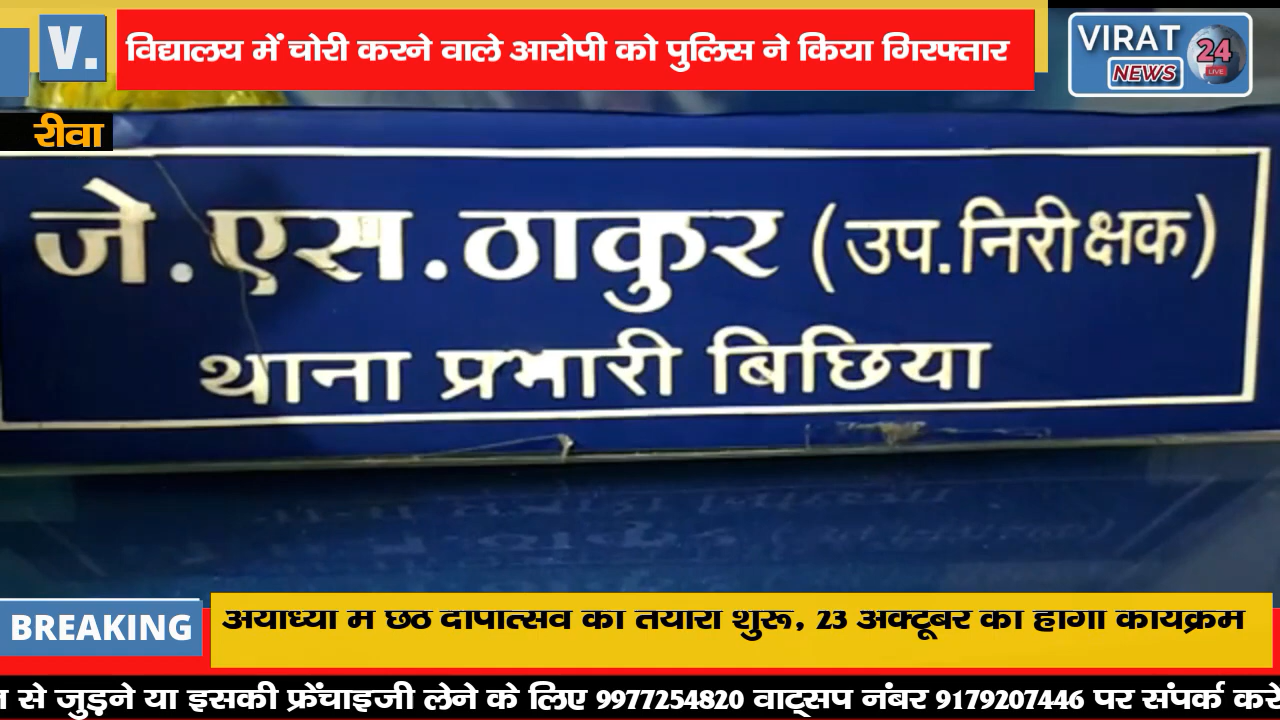 V.
विद्यालय में चोरी करने वाले आरोपी को पुलिस ने किया गिरफ्तार
VIRAT
24
LIVE
NEWS
रीवा
जे.एस.ठाकुर (उप.निरीक्षक)
थाना प्रभारी बिछिया
BREAKING
अयोध्या में छठे दीपोत्सव की तैयारी शुरू, 23 अक्टूबर को होगा कार्यक्रम
से जुड़ने या इसकी फ्रेंचाइजी लेने के लिए 9977254820 वाट्सप नंबर 9179207446 पर संपर्क करे